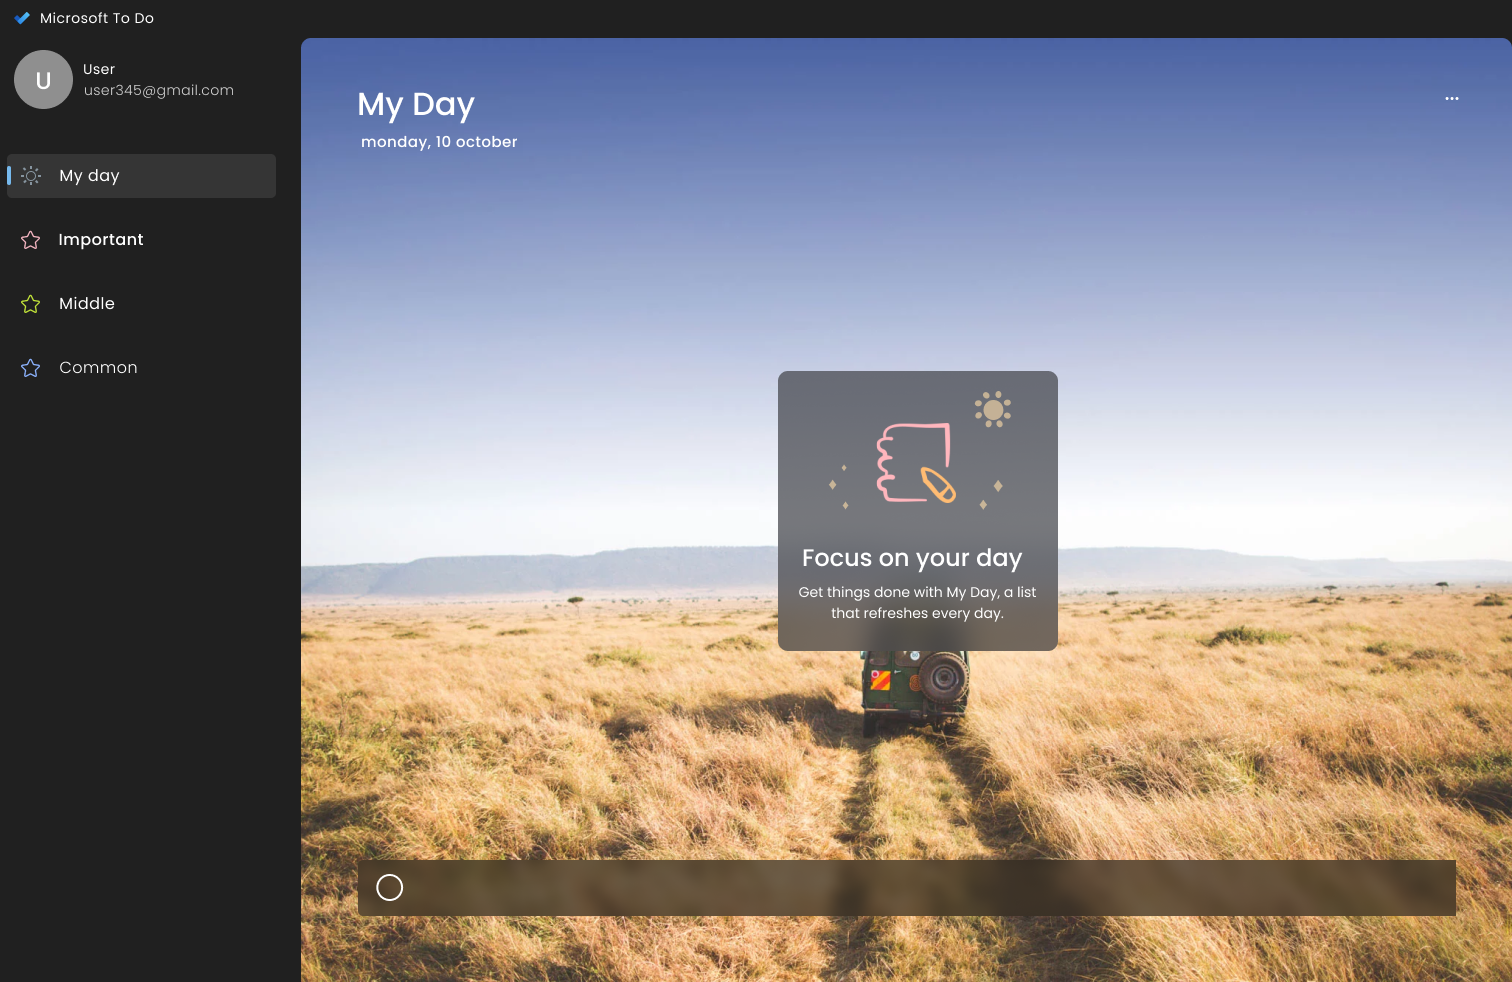 Microsoft To Do
U
User
user345@gmail.com
My day
Important
Middle
Common
My Day
monday, 10 october
Focus on your day
Get things done with My Day, a list
that refreshes every day.